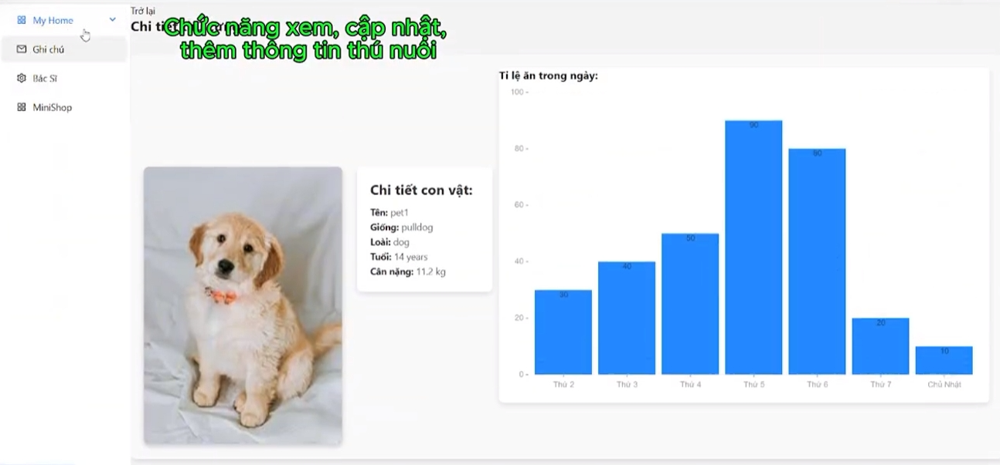 My Home
Ghi chú
Bác Sĩ
MiniShop
Trở lại
Chi tiết
Chức năng xem, cập nhật,
thêm thông tin thú nuôi
Chi tiết con vật:
Tên: pet1
Giống: pulldog
Loài: dog
Tuổi: 14 years
Cân nặng: 11.2 kg
Tỉ lệ ăn trong ngày:
100
80
60
40
20
0
30
40
50
90
80
20
10
Thứ 2
Thứ 3
Thứ 4
Thứ 5
Thứ 6
Thứ 7
Chủ Nhật